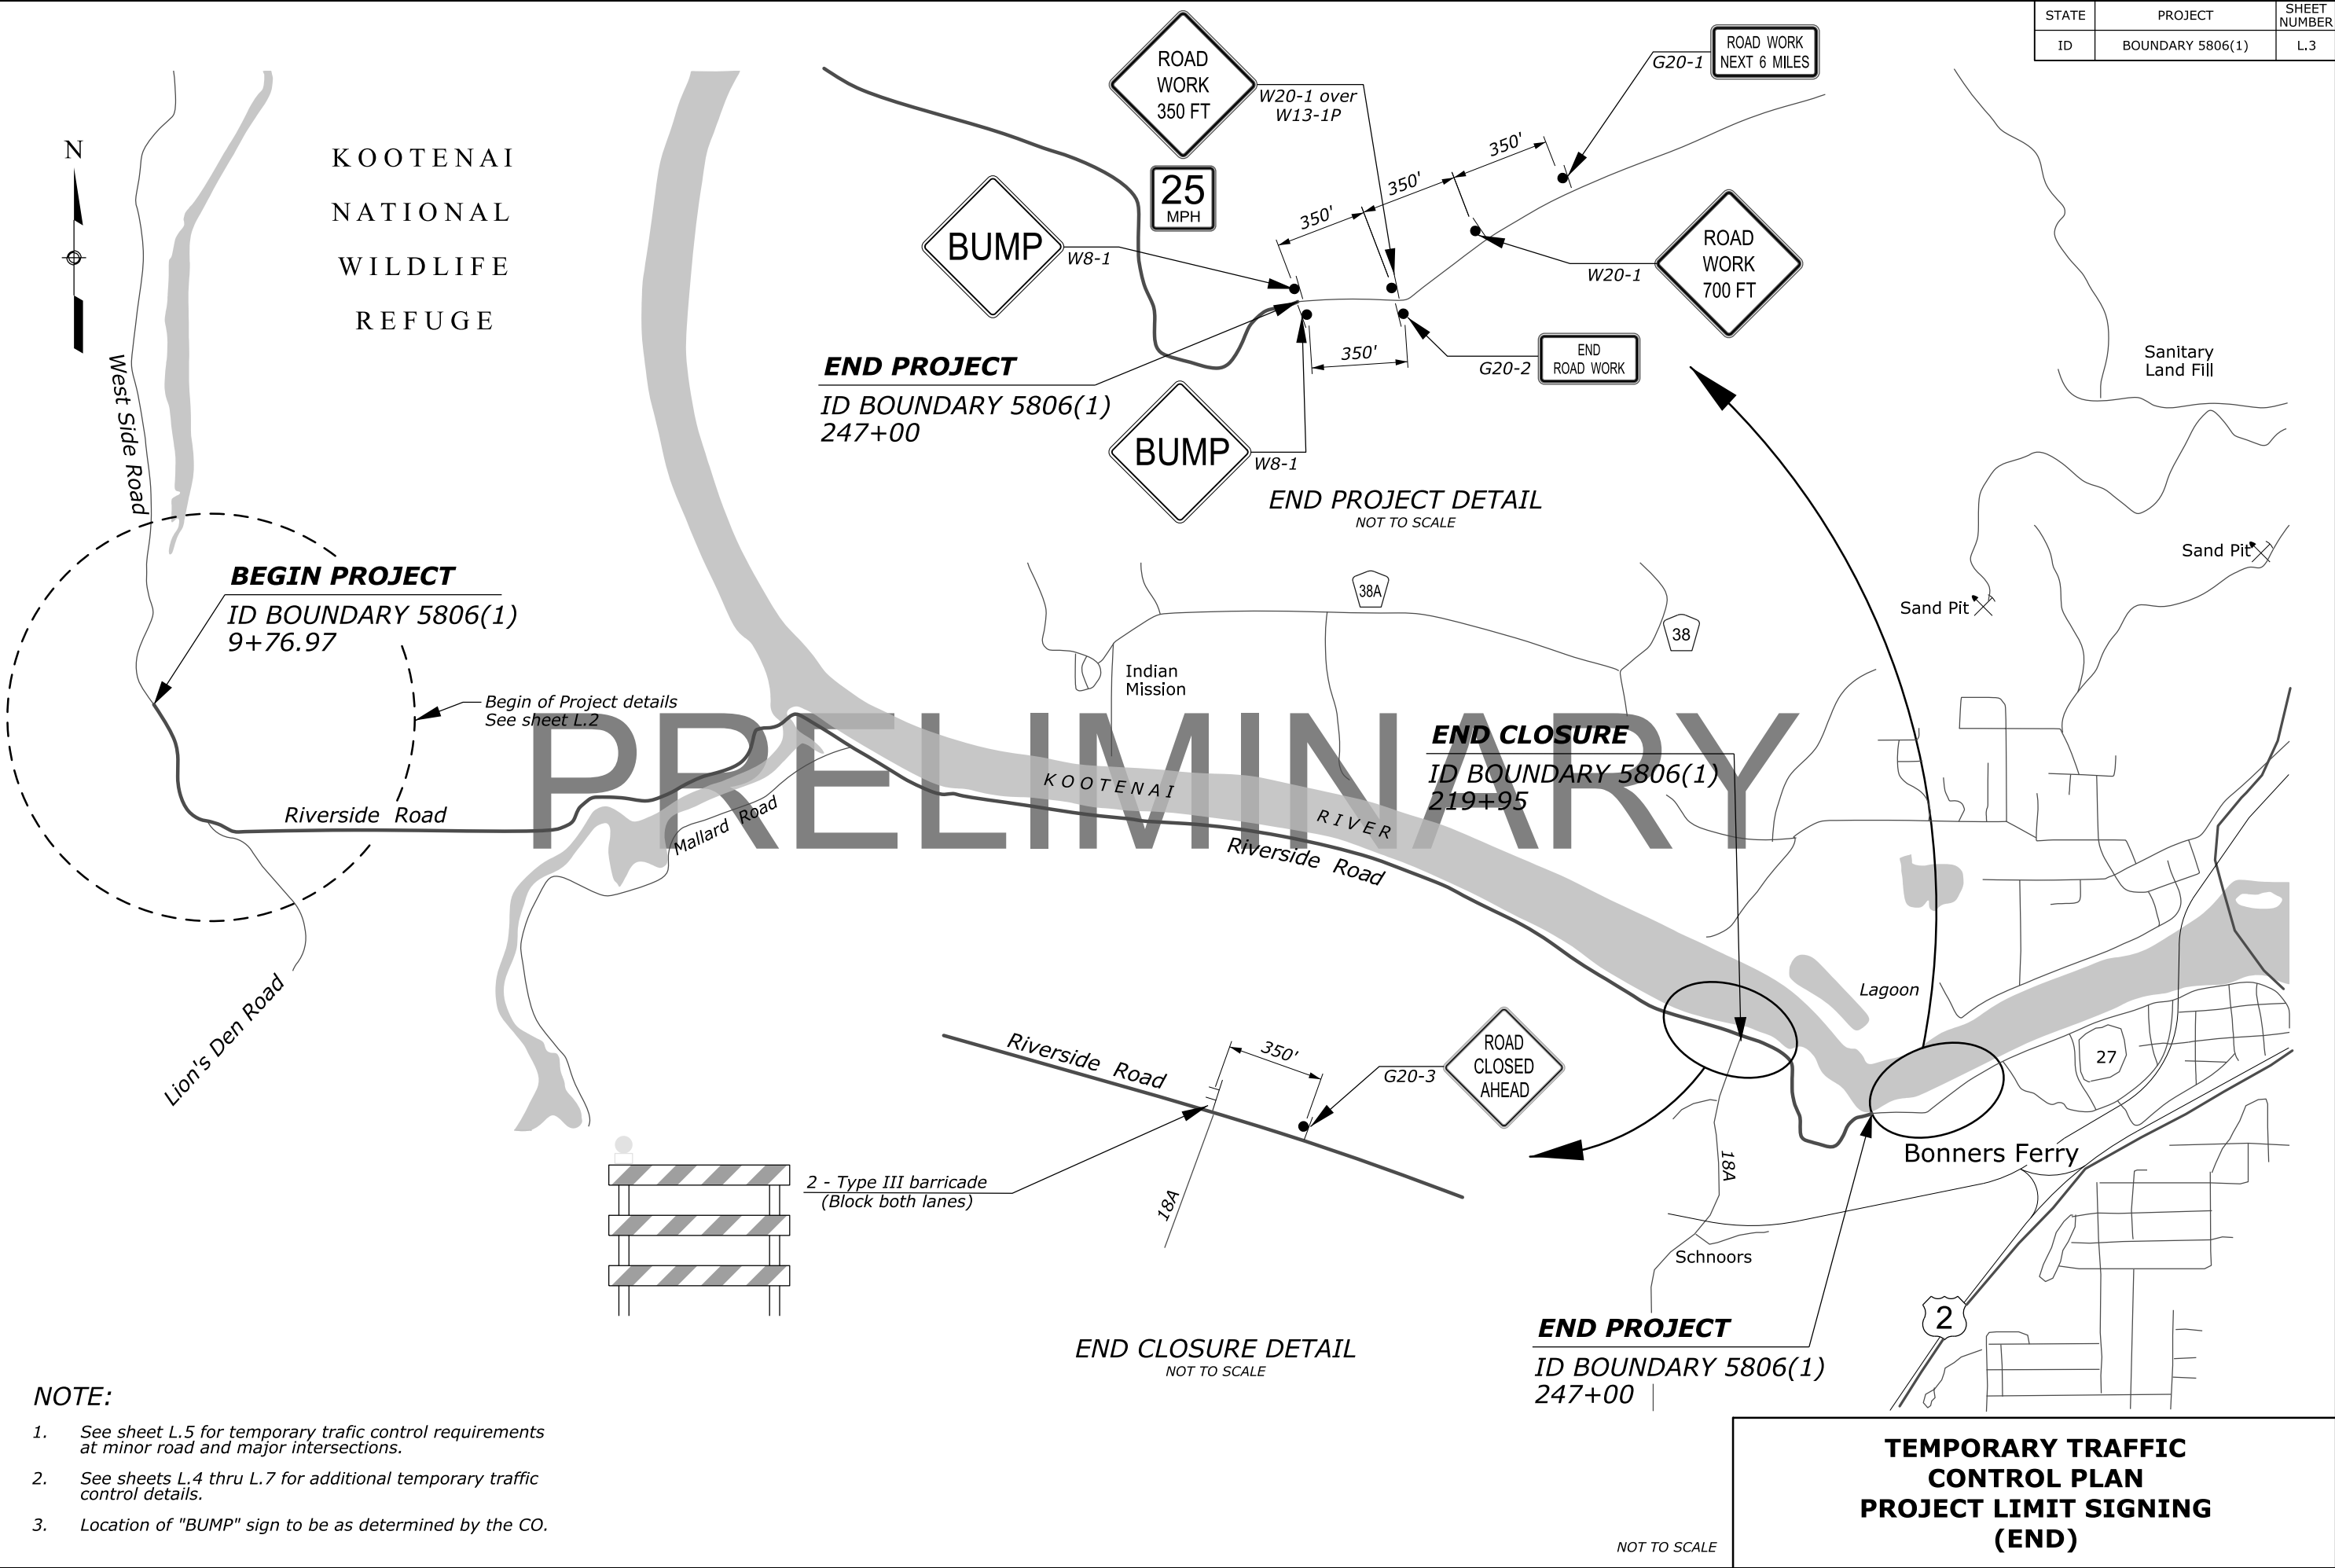 STATE
PROJECT
SHEET
NUMBER
ID
BOUNDARY 5806(1)
L.3
ROAD
WORK
350 FT
W20-1 over
W13-1P
25
MPH
G20-1
ROAD WORK
NEXT 6 MILES
350'
350'
350'
BUMP
W8-1
W20-1
ROAD
WORK
700 FT
350'
G20-2
END
ROAD WORK
END PROJECT
ID BOUNDARY 5806(1)
247+00
BUMP
W8-1
END PROJECT DETAIL
NOT TO SCALE
N
KOOTENAI
NATIONAL
WILDLIFE
REFUGE
West Side Road
BEGIN PROJECT
ID BOUNDARY 5806(1)
9+76.97
Begin of Project details
See sheet L.2
Riverside Road
Mallard Road
Lion's Den Road
PRELIMINARY
KOOTENAI
RIVER
Riverside Road
Indian
Mission
38A
38
Sanitary
Land Fill
Sand Pit
Sand Pit
END CLOSURE
ID BOUNDARY 5806(1)
219+95
Lagoon
27
Bonners Ferry
18A
Schnoors
2
END PROJECT
ID BOUNDARY 5806(1)
247+00
Riverside Road
350'
G20-3
ROAD
CLOSED
AHEAD
2 - Type III barricade
(Block both lanes)
18A
END CLOSURE DETAIL
NOT TO SCALE
NOTE:
1. See sheet L.5 for temporary trafic control requirements
at minor road and major intersections.
2. See sheets L.4 thru L.7 for additional temporary traffic
control details.
3. Location of "BUMP" sign to be as determined by the CO.
NOT TO SCALE
TEMPORARY TRAFFIC
CONTROL PLAN
PROJECT LIMIT SIGNING
(END)